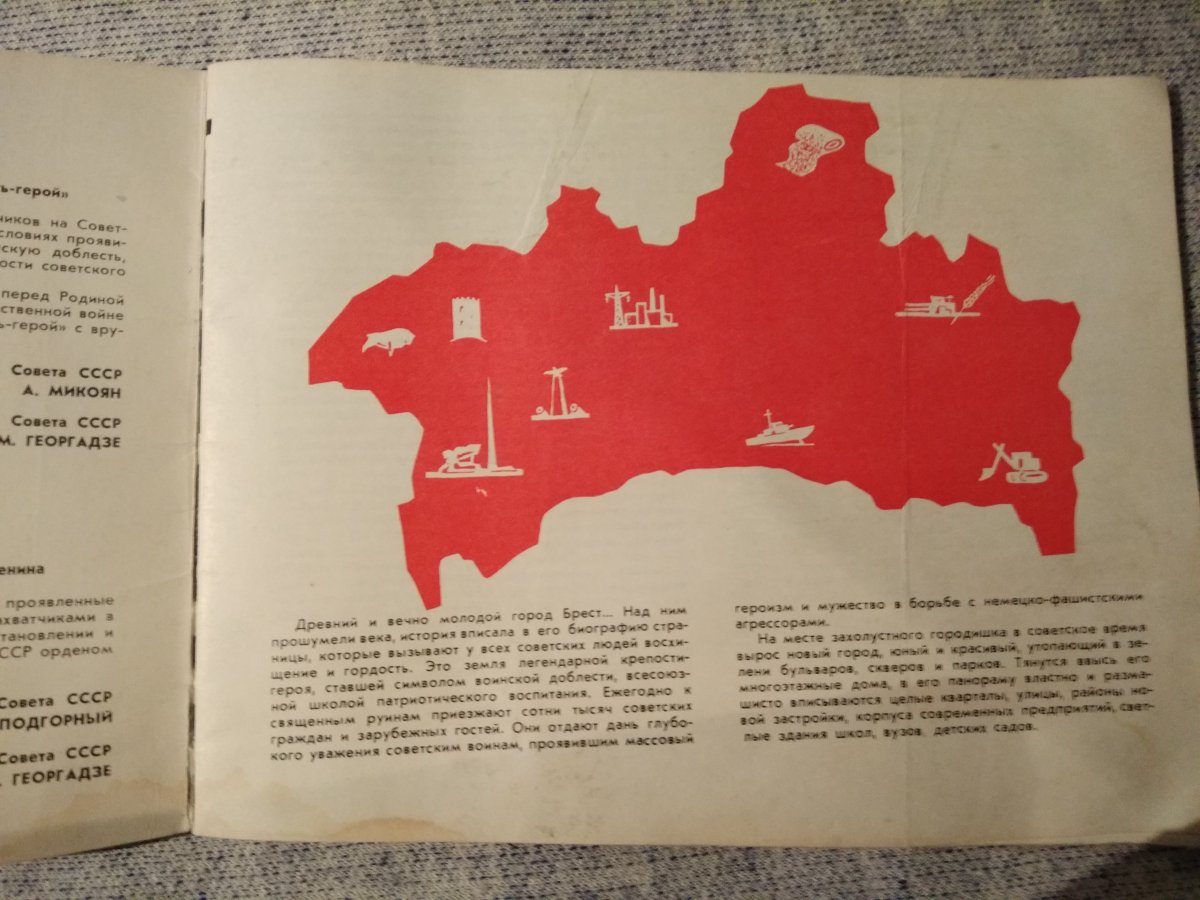 ь-герой»
ников на Совет-
словиях прояви-
скую доблесть,
ости советского
перед Родиной
ственной войне
ь-герой» с вру-
Совета СССР
А. МИКОЯН
Совета СССР
М. ГЕОРГАДЗЕ
енина
проявленные
ахватчиками в
становлении и
ССР орденом
Совета СССР
ПОДГОРНЫЙ
Совета СССР
. ГЕОРГАДЗЕ
Древний и вечно молодой город Брест... Над ним
прошумели века, история вписала в его биографию стра-
ницы, которые вызывают у всех советских людей восхи-
щение и гордость. Это земля легендарной крепости-
героя, ставшей символом воинской доблести, всесоюз-
ной школой патриотического воспитания. Ежегодно к
священным руинам приезжают сотни тысяч советских
граждан и зарубежных гостей. Они отдают дань глубо-
кого уважения советским воинам, проявившим массовый
героизм и мужество в борьбе с немецко-фашистскими
агрессорами.
На месте захолустного городишка в советское время
вырос новый город, юный и красивый, утопающий в зе-
лени бульваров, скверов и парков. Тянутся ввысь его
многоэтажные дома, в его панораму властно и разма-
шисто вписываются целые кварталы, улицы, районы но-
вой застройки, корпуса современных предприятий, свет-
лые здания школ, вузов, детских садов.